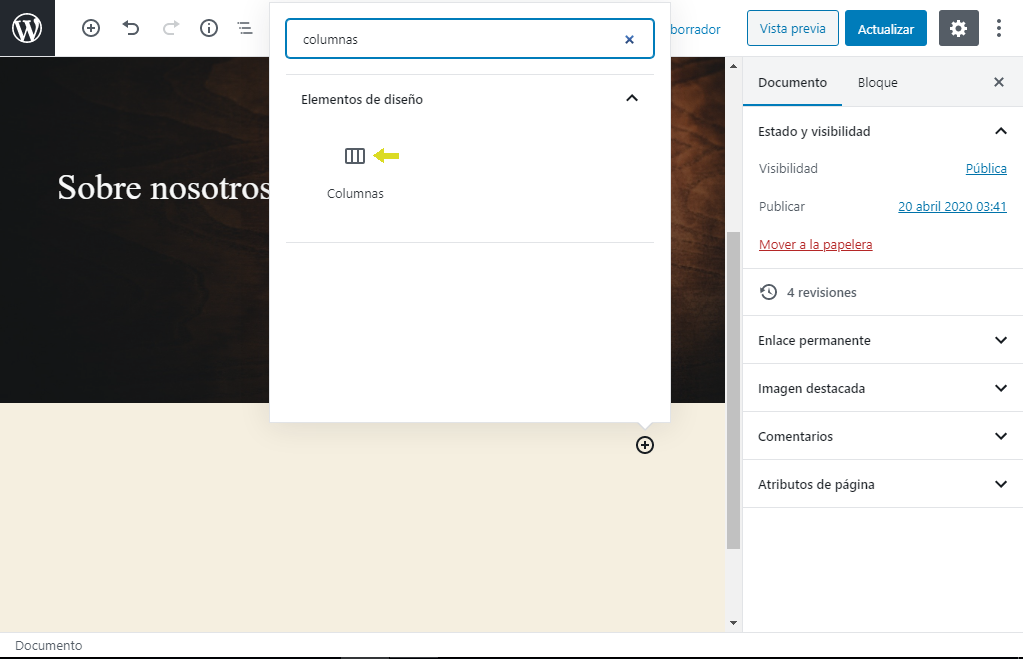 columnas
borrador
Vista previa
Actualizar
Elementos de diseño
Columnas
Sobre nosotros
Documento
Bloque
Estado y visibilidad
Visibilidad
Pública
Publicar
20 abril 2020 03:41
Mover a la papelera
4 revisiones
Enlace permanente
Imagen destacada
Comentarios
Atributos de página
Documento